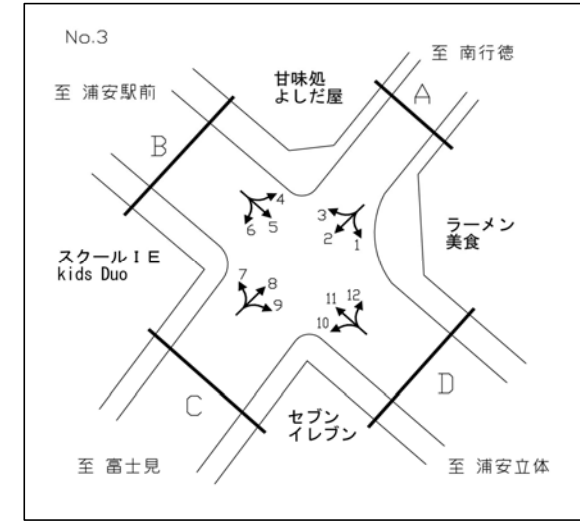 No.3
至 南行徳
甘味処
よしだ屋
至 浦安駅前
A
B
4
5
6
3
2
1
ラーメン
美食
スクールIE
kids Duo
7
8
9
11
12
10
C
D
セブン
イレブン
至 富士見
至 浦安立体